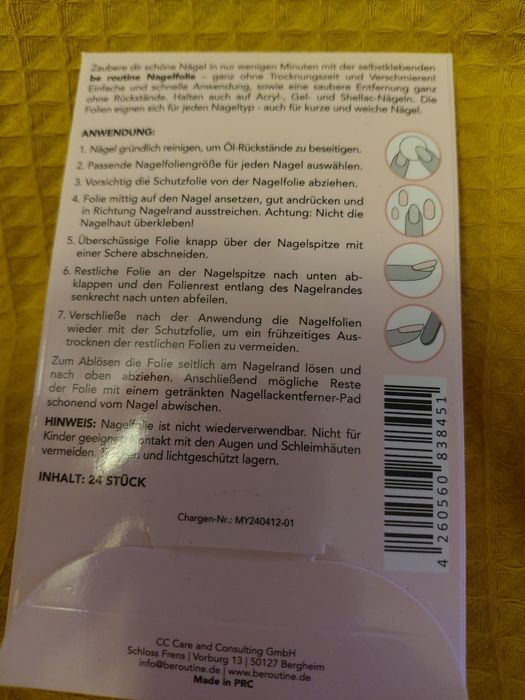 Zaubere dir schöne Nägel in nur wenigen Minuten mit der selbstklebenden
be routine Nagelfolie – ganz ohne Trocknungszeit und Verschmieren!
Einfache und schnelle Anwendung, sowie eine saubere Entfernung ganz
ohne Rückstände. Halten auch auf Acryl-, Gel- und Shellac-Nägeln. Die
Folien eignen sich für jeden Nageltyp - auch für kurze und weiche Nägel.
ANWENDUNG:
1. Nägel gründlich reinigen, um Öl-Rückstände zu beseitigen.
2. Passende Nagelfoliengröße für jeden Nagel auswählen.
3. Vorsichtig die Schutzfolie von der Nagelfolie abziehen.
4. Folie mittig auf den Nagel ansetzen, gut andrücken und
in Richtung Nagelrand ausstreichen. Achtung: Nicht die
Nagelhaut überkleben!
5. Überschüssige Folie knapp über der Nagelspitze mit
einer Schere abschneiden.
6. Restliche Folie an der Nagelspitze nach unten ab-
klappen und den Folienrest entlang des Nagelrandes
senkrecht nach unten abfeilen.
7. Verschließe nach der Anwendung die Nagelfolien
wieder mit der Schutzfolie, um ein frühzeitiges Aus-
trocknen der restlichen Folien zu vermeiden.
Zum Ablösen die Folie seitlich am Nagelrand lösen und
nach oben abziehen. Anschließend mögliche Reste
der Folie mit einem getränkten Nagellackentferner-Pad
schonend vom Nagel abwischen.
HINWEIS: Nagelfolie ist nicht wiederverwendbar. Nicht für
Kinder geeignet. Kontakt mit den Augen und Schleimhäuten
vermeiden. und lichtgeschützt lagern.
INHALT: 24 STÜCK
Chargen-Nr.: MY240412-01
4 260560 838451
CC Care and Consulting GmbH
Schloss Frens | Vorburg 13 | 50127 Bergheim
info@beroutine.de | www.beroutine.com
Made in PRC